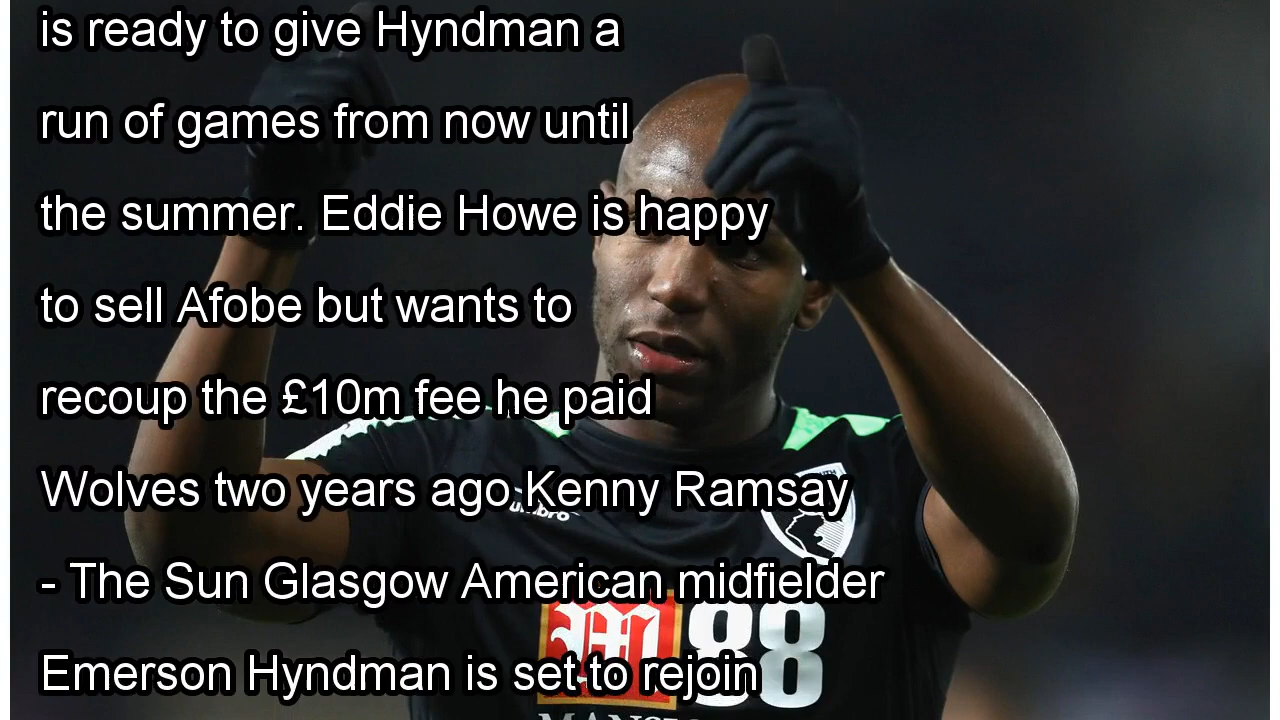 is ready to give Hyndman a
run of games from now until
the summer. Eddie Howe is happy
to sell Afobe but wants to
recoup the £10m fee he paid
Wolves two years ago Kenny Ramsay
- The Sun Glasgow American midfielder
Emerson Hyndman is set to rejoin
umbro
M 88